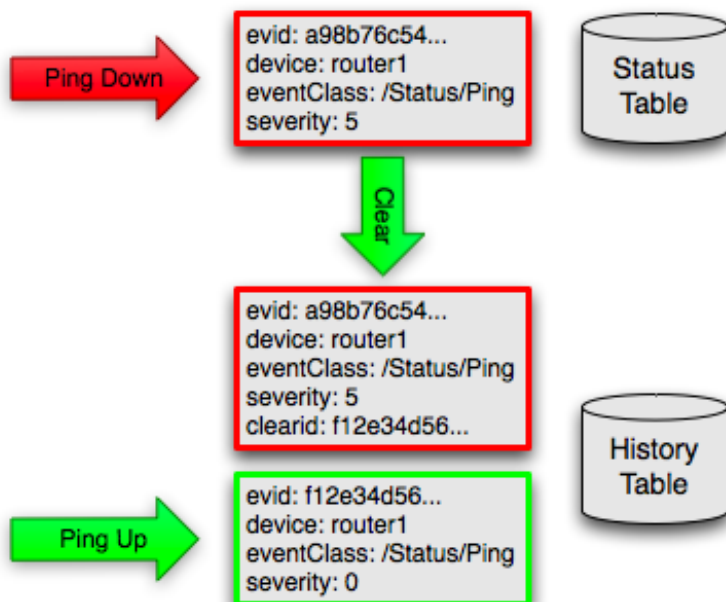 Ping Down
evid: a98b76c54...
device: router1
eventClass: /Status/Ping
severity: 5
Status
Table
Clear
evid: a98b76c54...
device: router1
eventClass: /Status/Ping
severity: 5
clearid: f12e34d56...
History
Table
Ping Up
evid: f12e34d56...
device: router1
eventClass: /Status/Ping
severity: 0